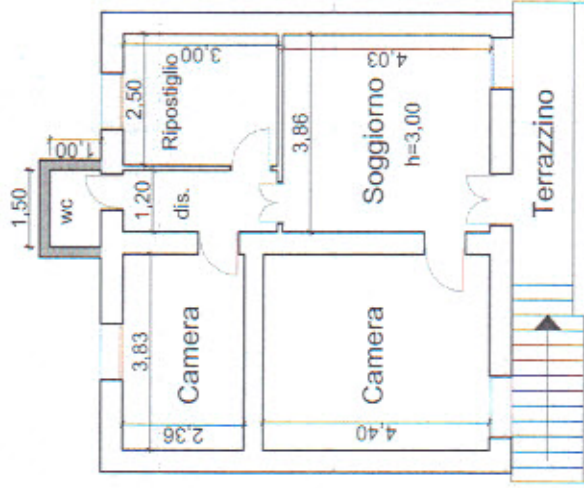 1,50
1,00
wc
2,50
3,00
Ripostiglio
1,20
dis.
3,86
4,03
Soggiorno
h=3,00
3,83
Camera
2,36
Camera
4,40
Terrazzino